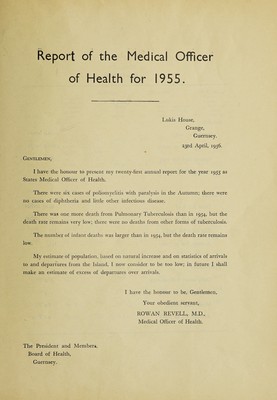 Report of the Medical Officer
of Health for 1955.
Lukis House,
Grange,
Guernsey.
23rd April, 1956.
GENTLEMEN,
I have the honour to present my twenty-first annual report for the year 1955 as
States Medical Officer of Health.
There were six cases of poliomyelitis with paralysis in the Autumn; there were
no cases of diphtheria and little other infectious disease.
There was one more death from Pulmonary Tuberculosis than in 1954, but the
death rate remains very low; there were no deaths from other forms of tuberculosis.
The number of infant deaths was larger than in 1954, but the death rate remains
low.
My estimate of population, based on natural increase and on statistics of arrivals
to and departures from the Island, I now consider to be too low; in future I shall
make an estimate of excess of departures over arrivals.
I have the honour to be, Gentlemen,
Your obedient servant,
ROWAN REVELL, M.D.,
Medical Officer of Health.
The President and Members,
Board of Health,
Guernsey.